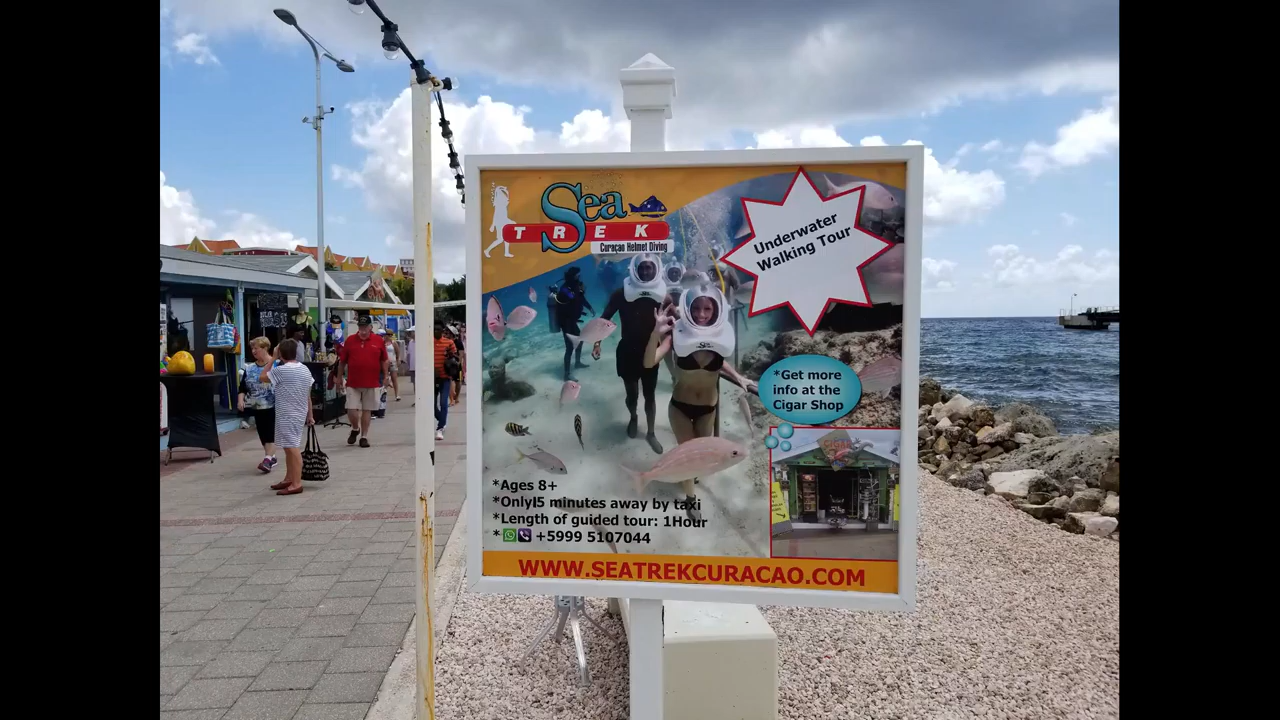 Sea
TREK
Curaçao Helmet Diving
Underwater
Walking Tour
*Get more
info at the
Cigar Shop
*Ages 8+
*Only15 minutes away by taxi
*Length of guided tour: 1Hour
* +5999 5107044
WWW.SEATREKCURACAO.COM